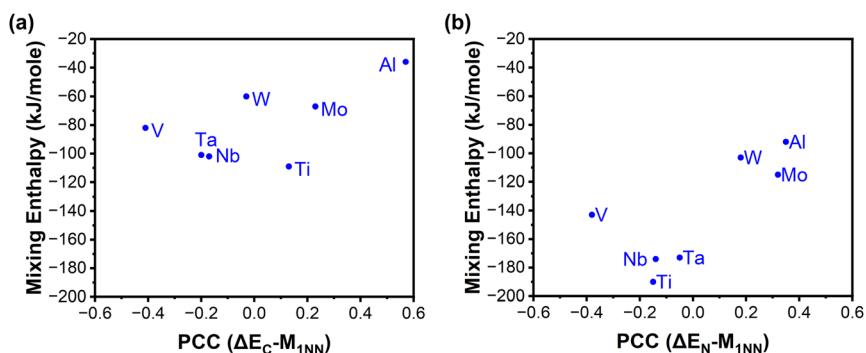 (a)
Mixing Enthalpy (kJ/mole)
−20
−40
−60
−80
−100
−120
−140
−160
−180
−200
Al
W
Mo
V
Ta
Nb
Ti
−0.6
−0.4
−0.2
0.0
0.2
0.4
0.6
PCC (ΔE_C-M_1NN)
(b)
Mixing Enthalpy (kJ/mole)
−20
−40
−60
−80
−100
−120
−140
−160
−180
−200
Al
W
Mo
V
Nb
Ta
Ti
−0.6
−0.4
−0.2
0.0
0.2
0.4
0.6
PCC (ΔE_N-M_1NN)